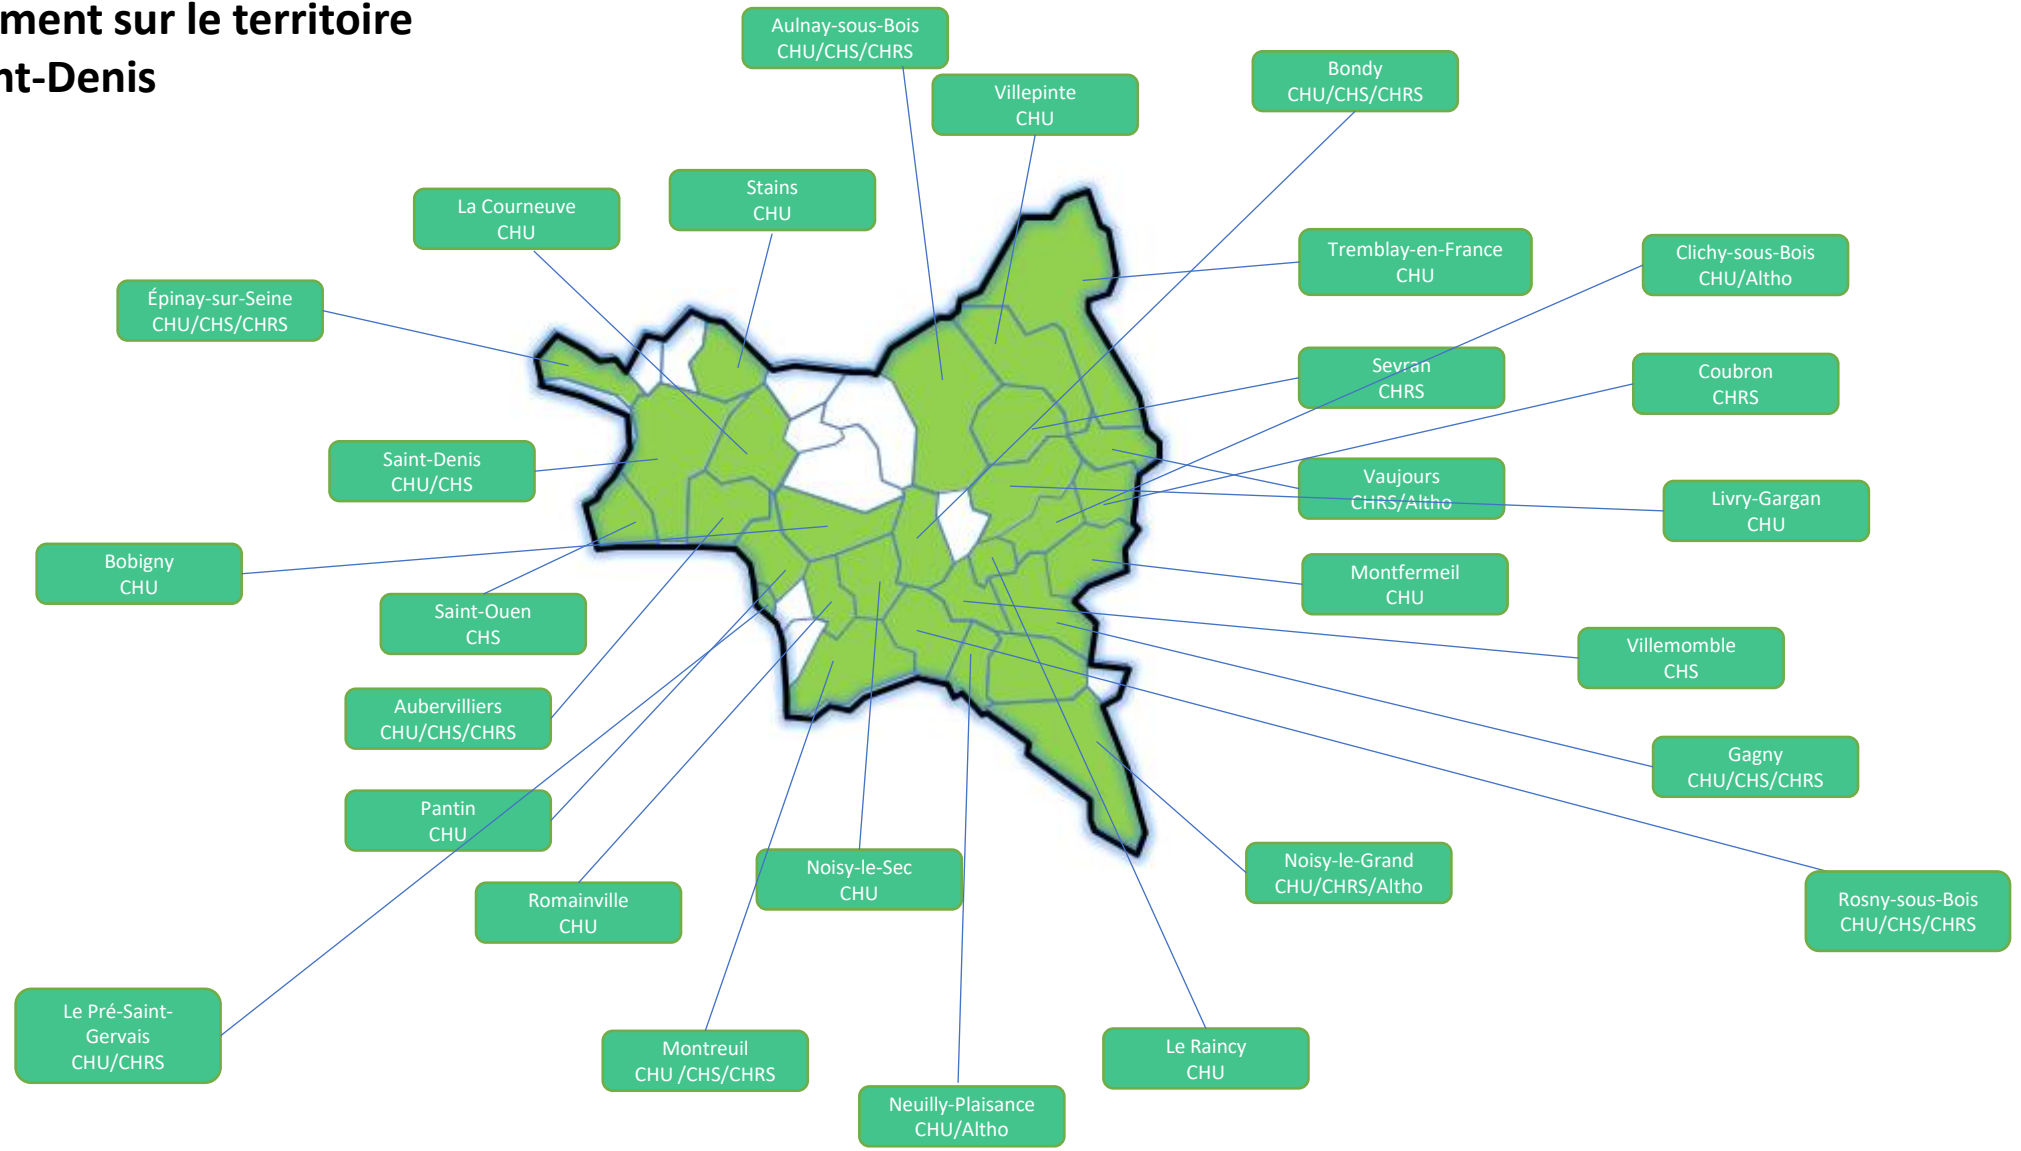 ment sur le territoire
nt-Denis
Aulnay-sous-Bois
CHU/CHS/CHRS
Villepinte
CHU
Bondy
CHU/CHS/CHRS
Stains
CHU
La Courneuve
CHU
Tremblay-en-France
CHU
Clichy-sous-Bois
CHU/Altho
Épinay-sur-Seine
CHU/CHS/CHRS
Sevran
CHRS
Coubron
CHRS
Saint-Denis
CHU/CHS
Vaujours
CHRS/Altho
Livry-Gargan
CHU
Bobigny
CHU
Montfermeil
CHU
Saint-Ouen
CHS
Villemomble
CHS
Aubervilliers
CHU/CHS/CHRS
Gagny
CHU/CHS/CHRS
Pantin
CHU
Noisy-le-Sec
CHU
Noisy-le-Grand
CHU/CHRS/Altho
Romainville
CHU
Rosny-sous-Bois
CHU/CHS/CHRS
Le Pré-Saint-
Gervais
CHU/CHRS
Montreuil
CHU /CHS/CHRS
Le Raincy
CHU
Neuilly-Plaisance
CHU/Altho